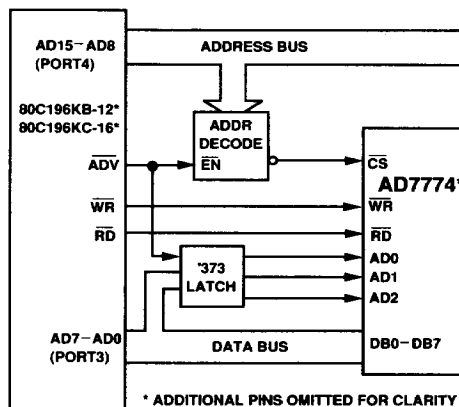 AD15–AD8
(PORT4)
ADDRESS BUS
80C196KB-12*
80C196KC-16*
ADDR
DECODE
EN
ADV
CS
AD7774*
WR
WR
RD
RD
'373
LATCH
AD0
AD1
AD2
AD7–AD0
(PORT3)
DATA BUS
DB0–DB7
* ADDITIONAL PINS OMITTED FOR CLARITY